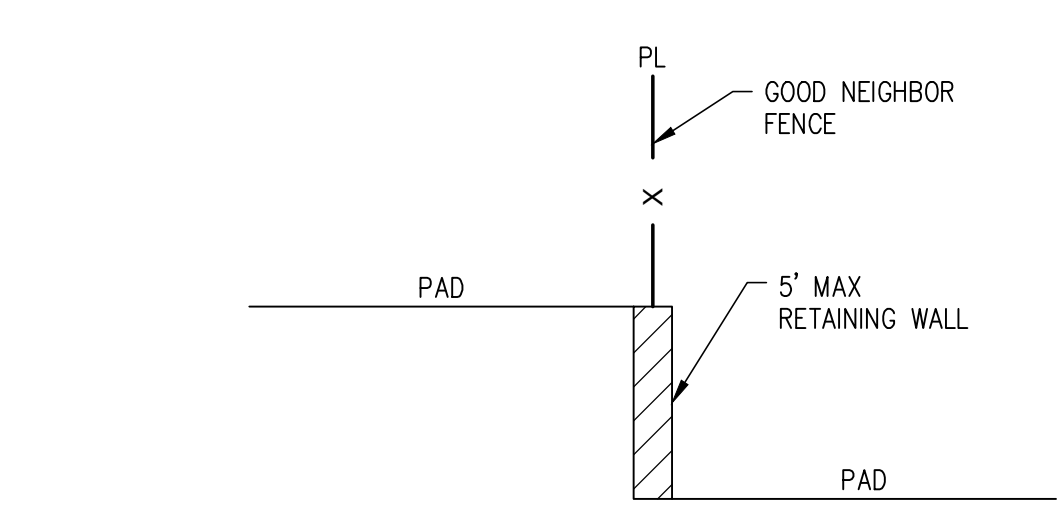 PL
GOOD NEIGHBOR
FENCE
X
PAD
5' MAX
RETAINING WALL
PAD